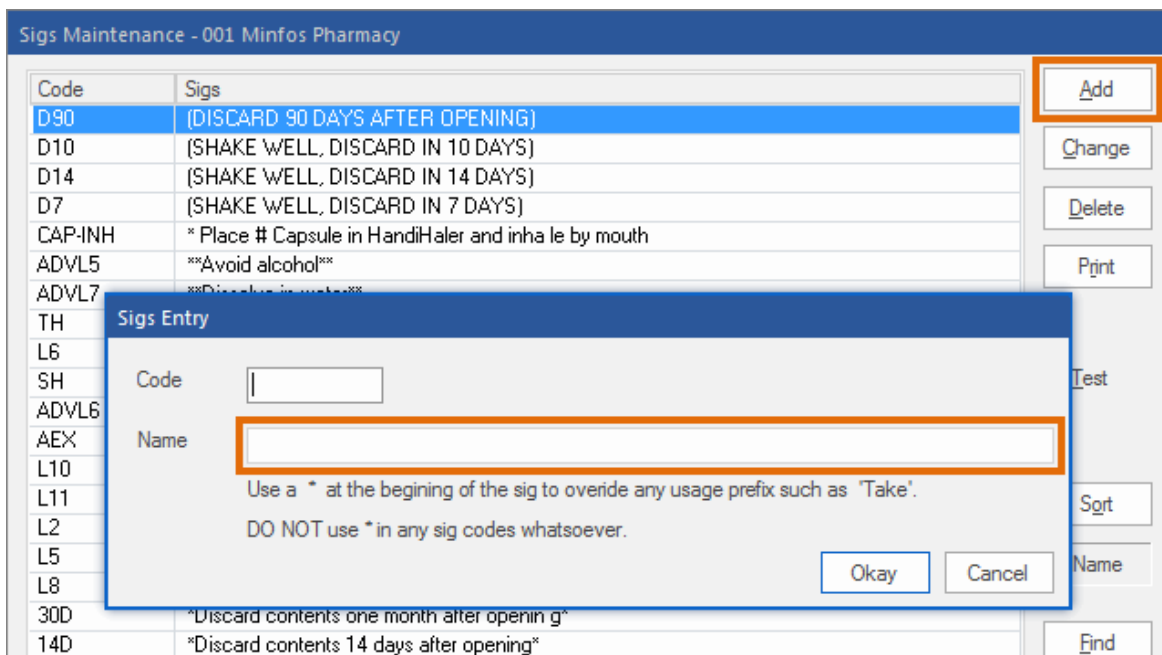 Sigs Maintenance - 001 Minfos Pharmacy
Code Sigs
Add
D90 (DISCARD 90 DAYS AFTER OPENING)
D10 (SHAKE WELL, DISCARD IN 10 DAYS)
Change
D14 (SHAKE WELL, DISCARD IN 14 DAYS)
D7 (SHAKE WELL, DISCARD IN 7 DAYS)
Delete
CAP-INH * Place # Capsule in HandiHaler and inha le by mouth
ADVL5 **Avoid alcohol**
Print
ADVL7 **Dissolve in water**
TH
Sigs Entry
L6
SH
Code
Test
ADVL6
AEX
Name
L10
L11
Use a * at the begining of the sig to overide any usage prefix such as 'Take'.
Sort
L2
DO NOT use * in any sig codes whatsoever.
L5
Name
L8
Okay Cancel
30D *Discard contents one month after openin g*
14D *Discard contents 14 days after opening*
Find